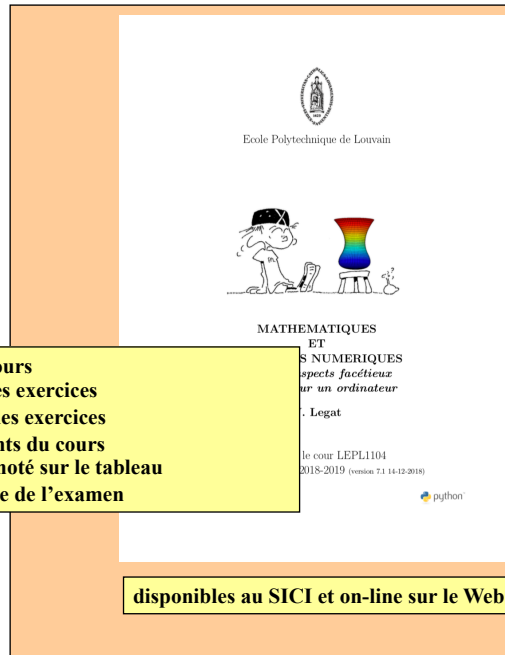 Ecole Polytechnique de Louvain
MATHEMATIQUES
ET
S NUMERIQUES
spects facétieux
ur un ordinateur
. Legat
le cour LEPL1104
2018-2019 (version 7.1 14-12-2018)
python
urs
es exercices
es exercices
nts du cours
noté sur le tableau
e de l’examen
disponibles au SICI et on-line sur le Web